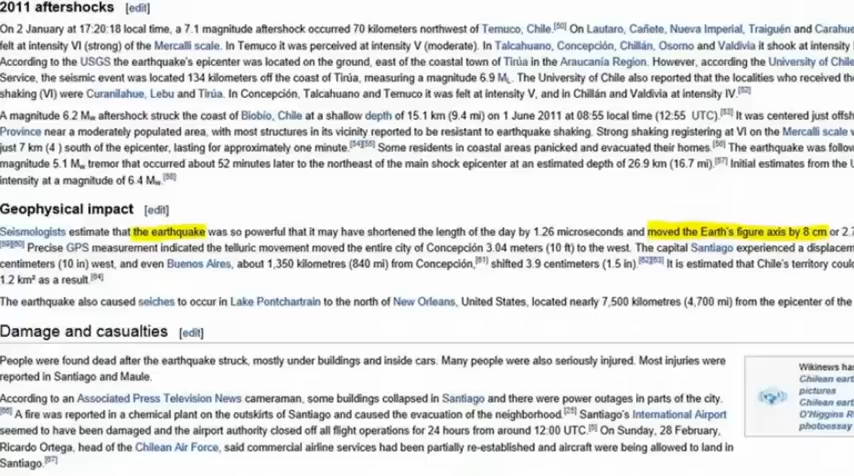 2011 aftershocks [edit]
On 2 January at 17:20:18 local time, a 7.1 magnitude aftershock occurred 70 kilometers northwest of Temuco, Chile.[50] On Lautaro, Cañete, Nueva Imperial, Traiguén and Carahue
felt at intensity VI (strong) of the Mercalli scale. In Temuco it was perceived at intensity V (moderate). In Talcahuano, Concepción, Chillán, Osorno and Valdivia it shook at intensity
According to the USGS the earthquake's epicenter was located on the ground, east of the coastal town of Tirúa in the Araucanía Region. However, according the University of Chile
Service, the seismic event was located 134 kilometers off the coast of Tirúa, measuring a magnitude 6.9 ML. The University of Chile also reported that the localities who received the
shaking (VI) were Curanilahue, Lebu and Tirúa. In Concepción, Talcahuano and Temuco it was felt at intensity V, and in Chillán and Valdivia at intensity IV.[52]
A magnitude 6.2 Mw aftershock struck the coast of Biobío, Chile at a shallow depth of 15.1 km (9.4 mi) on 1 June 2011 at 08:55 local time (12:55 UTC).[53] It was centered just offsh
Province near a moderately populated area, with most structures in its vicinity reported to be resistant to earthquake shaking. Strong shaking registering at VI on the Mercalli scale
just 7 km (4 ) south of the epicenter, lasting for approximately one minute.[54][55] Some residents in coastal areas panicked and evacuated their homes.[56] The earthquake was follow
magnitude 5.1 Mw tremor that occurred about 52 minutes later to the northeast of the main shock epicenter at an estimated depth of 26.9 km (16.7 mi).[57] Initial estimates from the U
intensity at a magnitude of 6.4 Mw.[58]
Geophysical impact [edit]
Seismologists estimate that the earthquake was so powerful that it may have shortened the length of the day by 1.26 microseconds and moved the Earth's figure axis by 8 cm or 2.7
[59][60] Precise GPS measurement indicated the telluric movement moved the entire city of Concepción 3.04 meters (10 ft) to the west. The capital Santiago experienced a displacem
centimeters (10 in) west, and even Buenos Aires, about 1,350 kilometres (840 mi) from Concepción,[61] shifted 3.9 centimeters (1.5 in).[62][63] It is estimated that Chile's territory coul
1.2 km² as a result.[64]
The earthquake also caused seiches to occur in Lake Pontchartrain to the north of New Orleans, United States, located nearly 7,500 kilometres (4,700 mi) from the epicenter of the
Damage and casualties [edit]
People were found dead after the earthquake struck, mostly under buildings and inside cars. Many people were also seriously injured. Most injuries were
reported in Santiago and Maule.
According to an Associated Press Television News cameraman, some buildings collapsed in Santiago and there were power outages in parts of the city.
[66] A fire was reported in a chemical plant on the outskirts of Santiago and caused the evacuation of the neighborhood.[25] Santiago's International Airport
seemed to have been damaged and the airport authority closed off all flight operations for 24 hours from around 12:00 UTC.[5] On Sunday, 28 February,
Ricardo Ortega, head of the Chilean Air Force, said commercial airline services had been partially re-established and aircraft were being allowed to land in
Santiago.[67]
Wikinews ha
Chilean eart
pictures
Chilean eart
O'Higgins R
photoessay